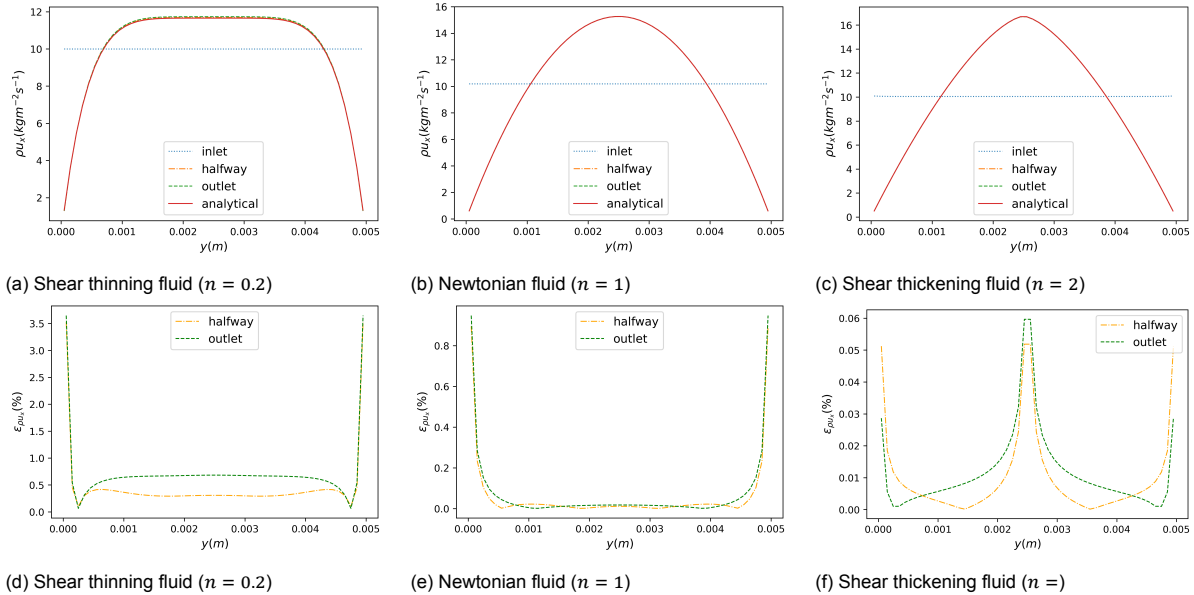 12
10
8
6
4
2
ρu_x(kgm⁻²s⁻¹)
inlet
halfway
outlet
analytical
0.000 0.001 0.002 0.003 0.004 0.005
y(m)
(a) Shear thinning fluid (n = 0.2)
16
14
12
10
8
6
4
2
0
ρu_x(kgm⁻²s⁻¹)
inlet
halfway
outlet
analytical
0.000 0.001 0.002 0.003 0.004 0.005
y(m)
(b) Newtonian fluid (n = 1)
16
14
12
10
8
6
4
2
0
ρu_x(kgm⁻²s⁻¹)
inlet
halfway
outlet
analytical
0.000 0.001 0.002 0.003 0.004 0.005
y(m)
(c) Shear thickening fluid (n = 2)
3.5
3.0
2.5
2.0
1.5
1.0
0.5
0.0
ε_ρu_x(%)
halfway
outlet
0.000 0.001 0.002 0.003 0.004 0.005
y(m)
(d) Shear thinning fluid (n = 0.2)
0.8
0.6
0.4
0.2
0.0
ε_ρu_x(%)
halfway
outlet
0.000 0.001 0.002 0.003 0.004 0.005
y(m)
(e) Newtonian fluid (n = 1)
0.06
0.05
0.04
0.03
0.02
0.01
0.00
ε_ρu_x(%)
halfway
outlet
0.000 0.001 0.002 0.003 0.004 0.005
y(m)
(f) Shear thickening fluid (n =)